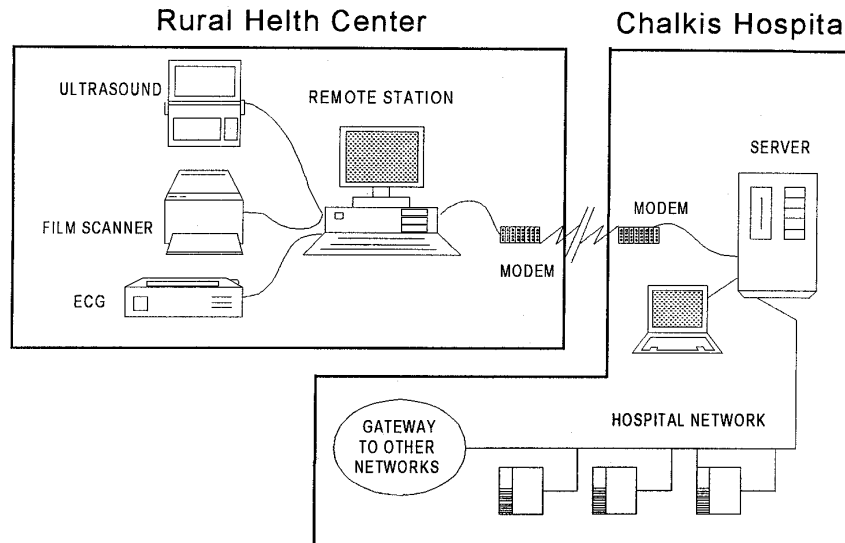 Rural Helth Center
Chalkis Hospita
ULTRASOUND
REMOTE STATION
FILM SCANNER
ECG
MODEM
MODEM
SERVER
HOSPITAL NETWORK
GATEWAY
TO OTHER
NETWORKS